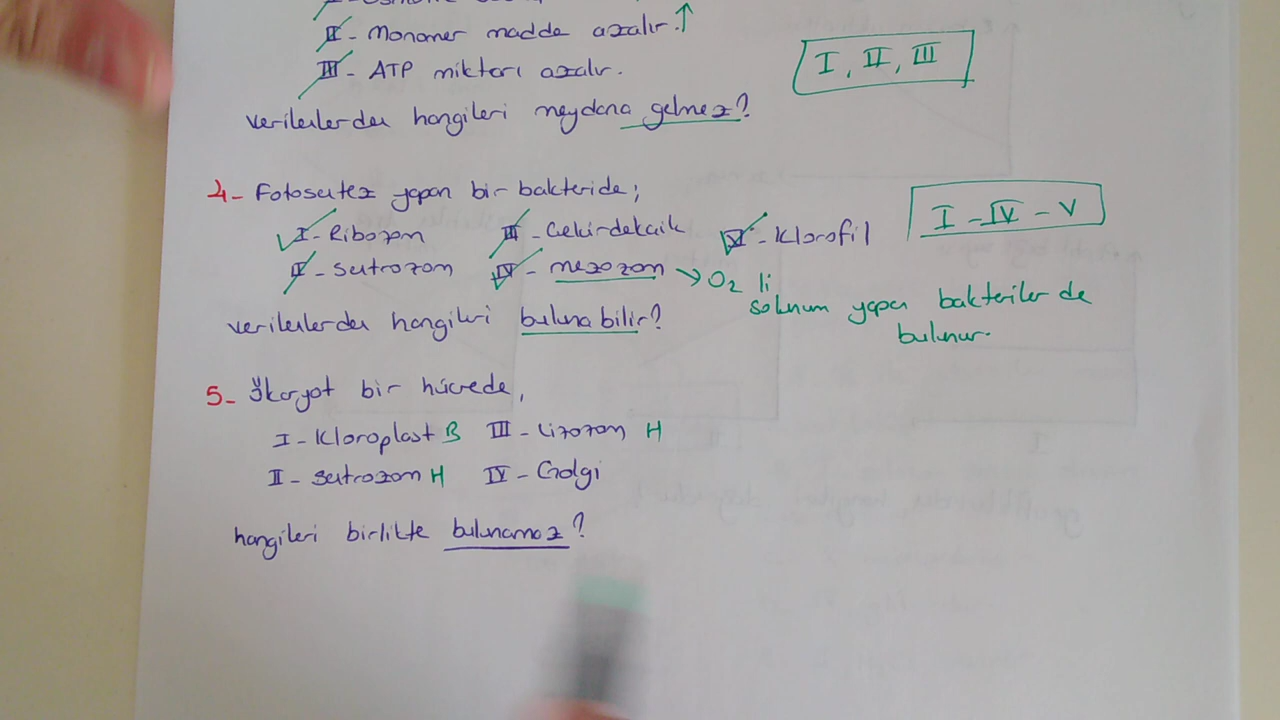 II - Monomer madde azalır. ↑
III - ATP miktarı azalır.
I, II, III
verilenlerden hangileri meydana gelmez?
4- Fotosentez yapan bir bakteride;
I - Ribozom III - Çekirdekçik V - Klorofil
II - Sentrozom IV - mezozom → O2 li
solunum yapan bakteriler de
bulunur.
I - IV - V
verilenlerden hangileri bulunabilir?
5- Ökaryot bir hücrede,
I - Kloroplast B III - Lizozom H
II - Sentrozom H IV - Golgi
hangileri birlikte bulunamaz?